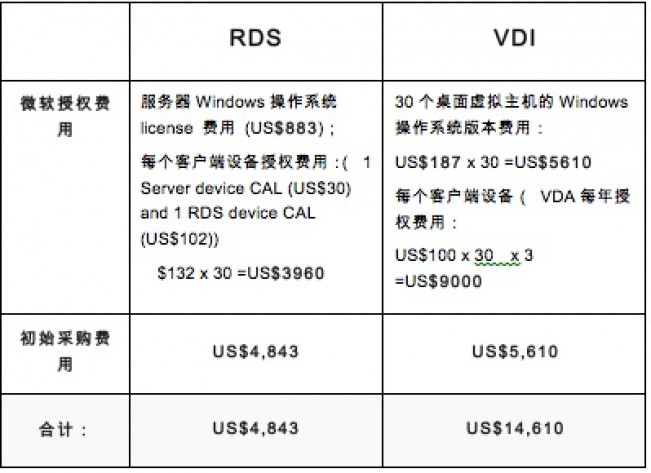 RDS
VDI
微软授权费
用
服务器 Windows 操作系统
license 费用 (US$883)；
每个客户端设备授权费用：( 1
Server device CAL (US$30)
and 1 RDS device CAL
(US$102))
$132 x 30 =US$3960
30 个桌面虚拟主机的 Windows
操作系统版本费用：
US$187 x 30 =US$5610
每个客户端设备（ VDA 每年授
权费用：
US$100 x 30 x 3
=US$9000
初始采购费
用
US$4,843
US$5,610
合计：
US$4,843
US$14,610